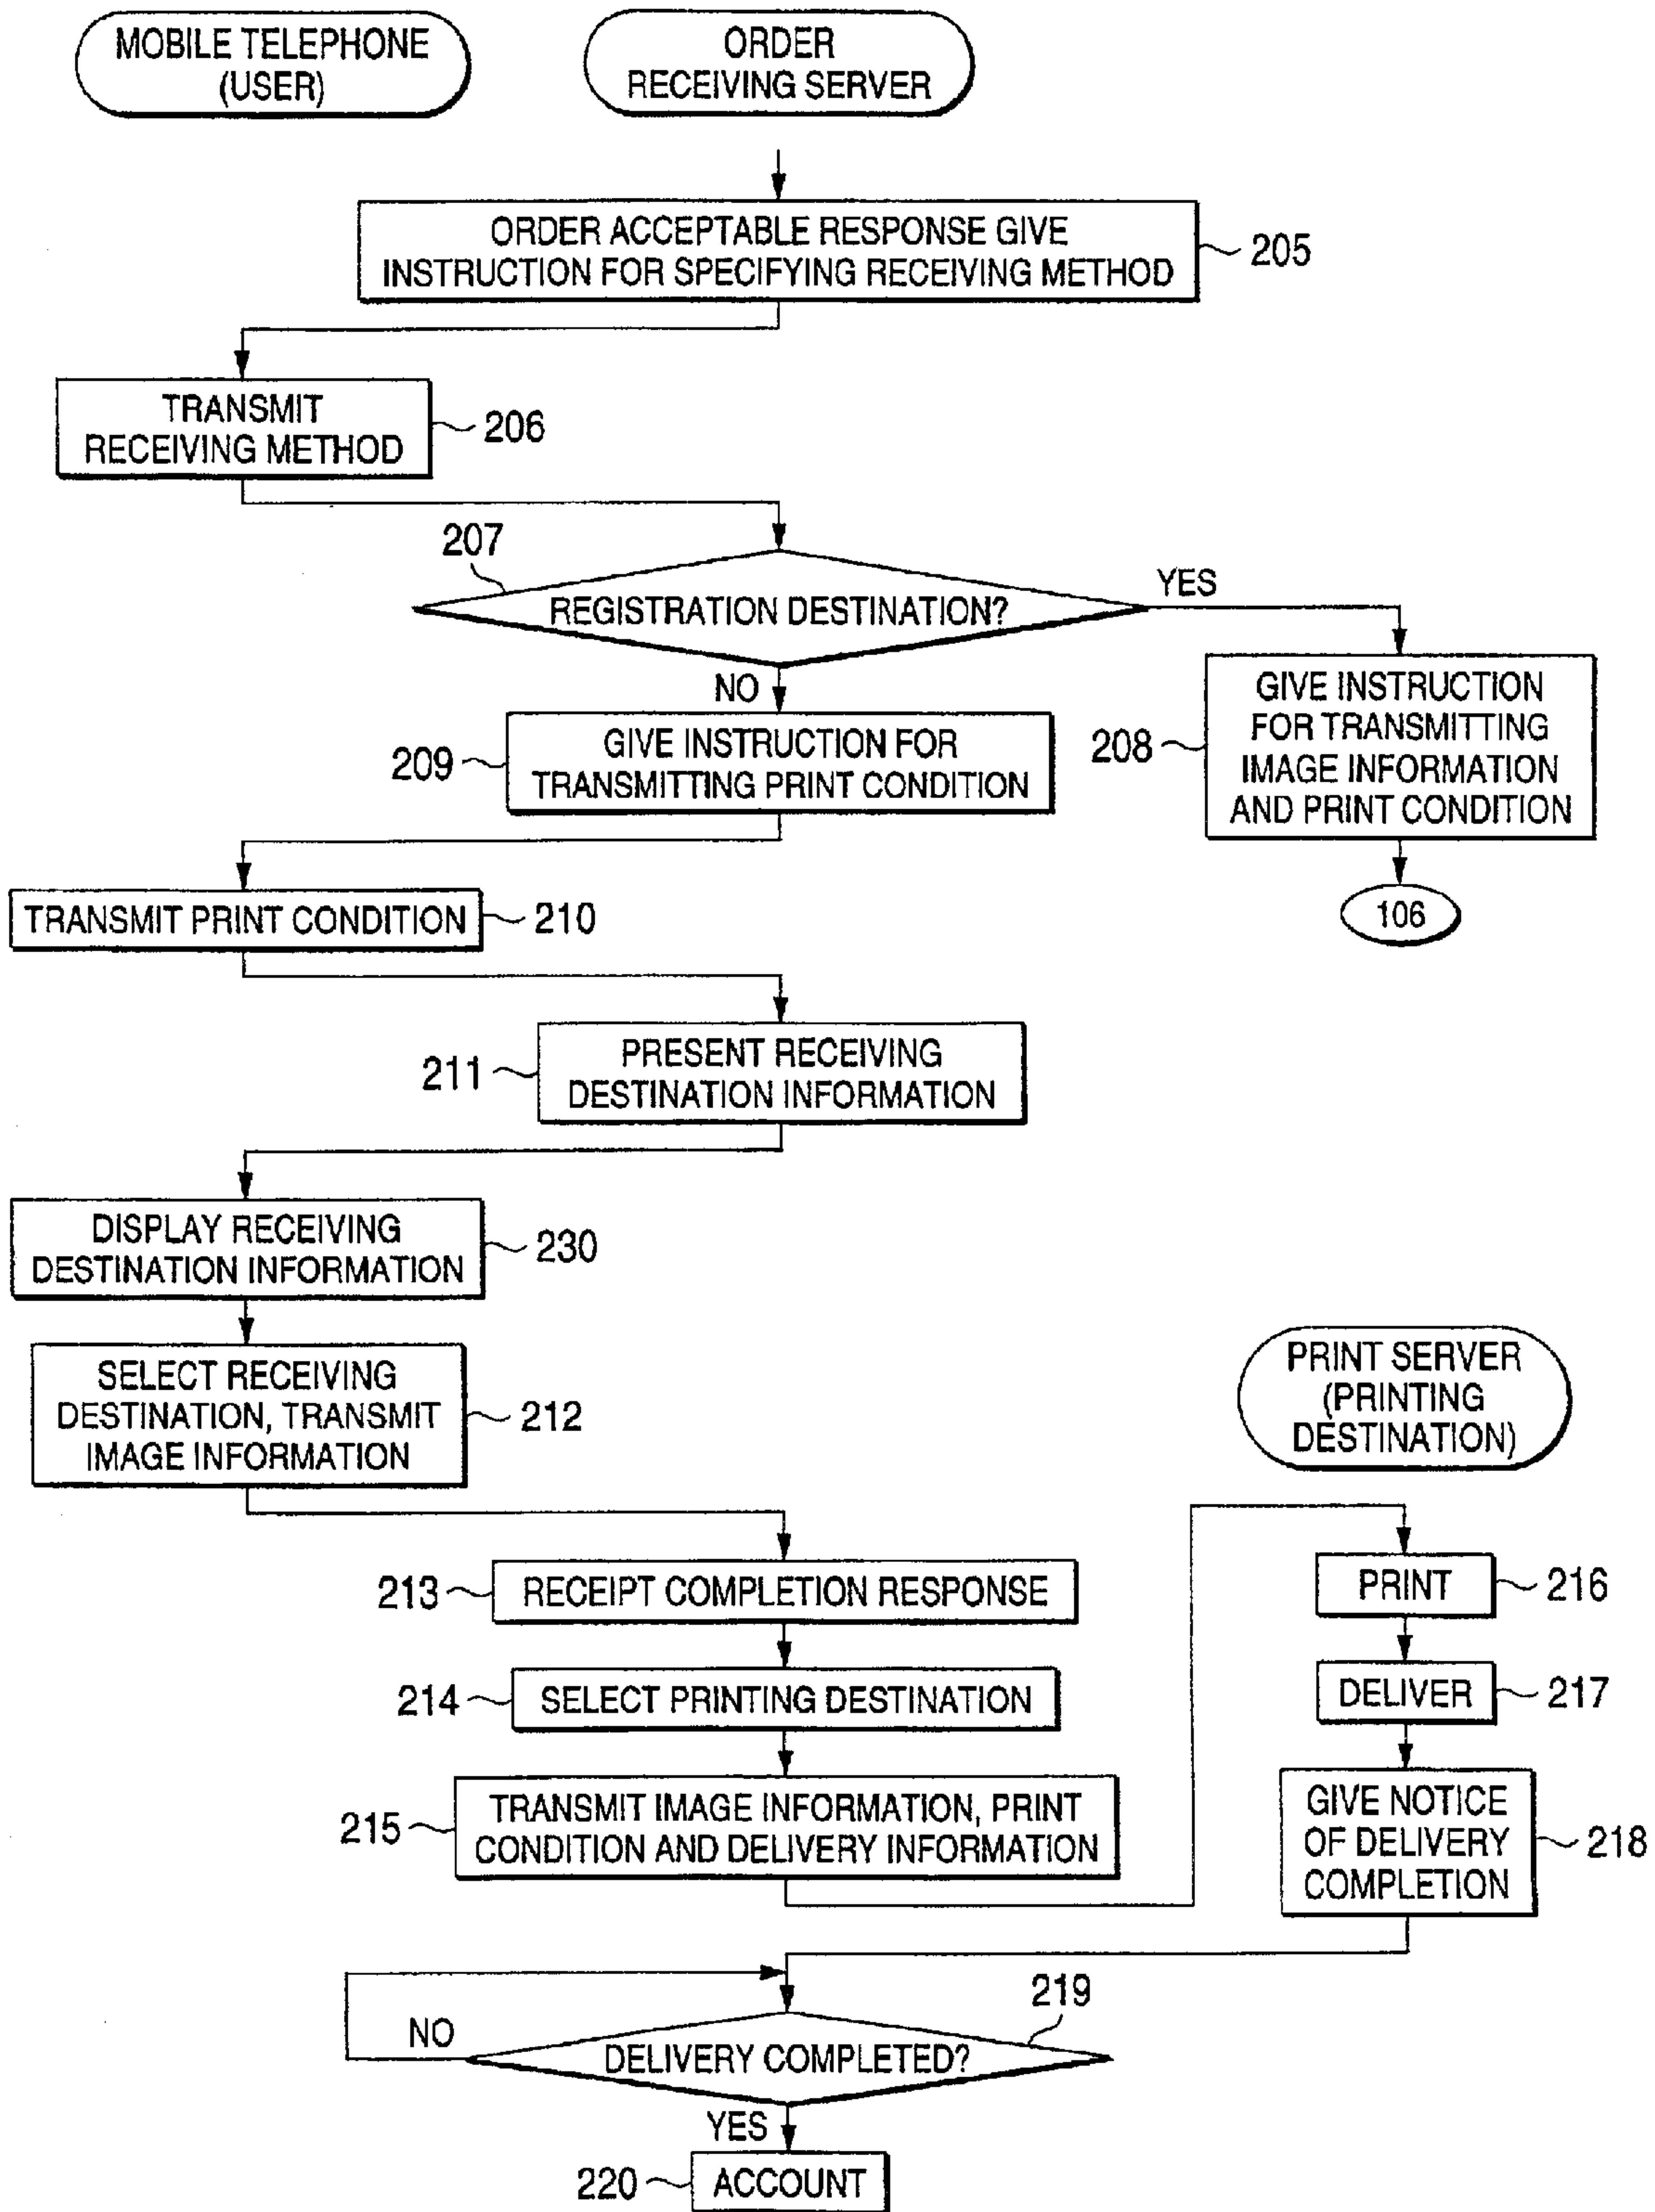 MOBILE TELEPHONE
(USER)
ORDER
RECEIVING SERVER
ORDER ACCEPTABLE RESPONSE GIVE
INSTRUCTION FOR SPECIFYING RECEIVING METHOD
205
TRANSMIT
RECEIVING METHOD
206
207
REGISTRATION DESTINATION?
YES
NO
GIVE INSTRUCTION
FOR TRANSMITTING
IMAGE INFORMATION
AND PRINT CONDITION
208
106
209
GIVE INSTRUCTION FOR
TRANSMITTING PRINT CONDITION
TRANSMIT PRINT CONDITION
210
211
PRESENT RECEIVING
DESTINATION INFORMATION
DISPLAY RECEIVING
DESTINATION INFORMATION
230
SELECT RECEIVING
DESTINATION, TRANSMIT
IMAGE INFORMATION
212
PRINT SERVER
(PRINTING
DESTINATION)
213
RECEIPT COMPLETION RESPONSE
214
SELECT PRINTING DESTINATION
215
TRANSMIT IMAGE INFORMATION, PRINT
CONDITION AND DELIVERY INFORMATION
PRINT
216
DELIVER
217
GIVE NOTICE
OF DELIVERY
COMPLETION
218
219
NO
DELIVERY COMPLETED?
YES
220
ACCOUNT